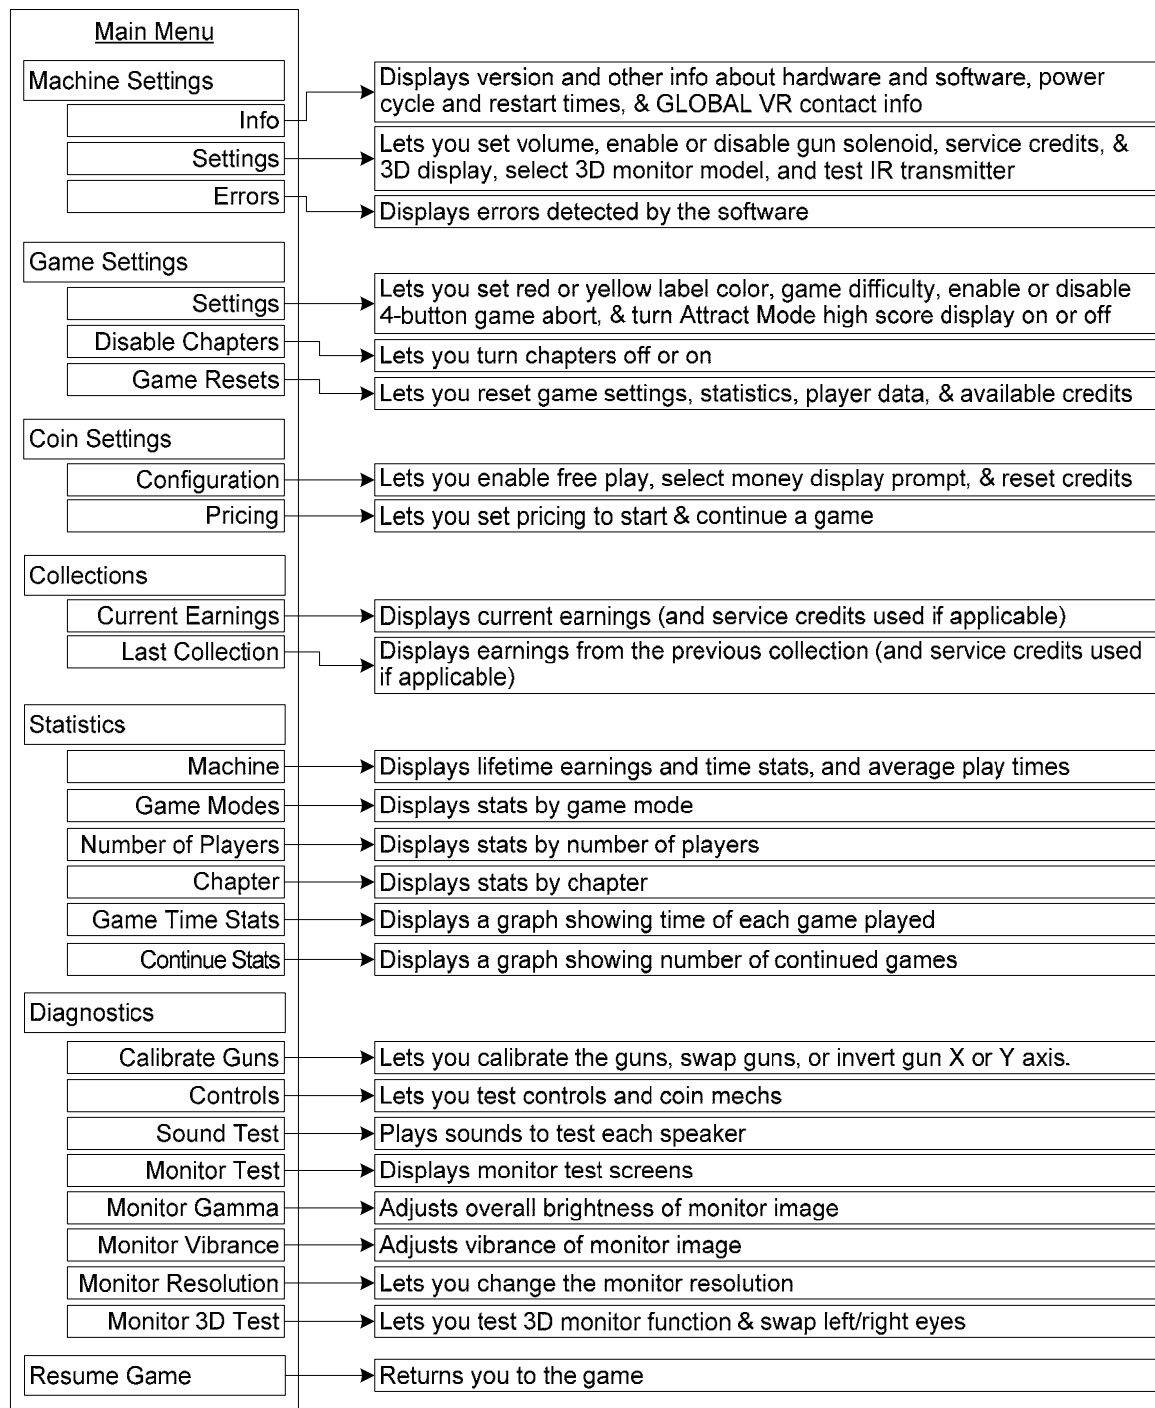 Main Menu
Machine Settings
Info
Displays version and other info about hardware and software, power
cycle and restart times, & GLOBAL VR contact info
Settings
Lets you set volume, enable or disable gun solenoid, service credits, &
3D display, select 3D monitor model, and test IR transmitter
Errors
Displays errors detected by the software
Game Settings
Settings
Lets you set red or yellow label color, game difficulty, enable or disable
4-button game abort, & turn Attract Mode high score display on or off
Disable Chapters
Lets you turn chapters off or on
Game Resets
Lets you reset game settings, statistics, player data, & available credits
Coin Settings
Configuration
Lets you enable free play, select money display prompt, & reset credits
Pricing
Lets you set pricing to start & continue a game
Collections
Current Earnings
Displays current earnings (and service credits used if applicable)
Last Collection
Displays earnings from the previous collection (and service credits used
if applicable)
Statistics
Machine
Displays lifetime earnings and time stats, and average play times
Game Modes
Displays stats by game mode
Number of Players
Displays stats by number of players
Chapter
Displays stats by chapter
Game Time Stats
Displays a graph showing time of each game played
Continue Stats
Displays a graph showing number of continued games
Diagnostics
Calibrate Guns
Lets you calibrate the guns, swap guns, or invert gun X or Y axis.
Controls
Lets you test controls and coin mechs
Sound Test
Plays sounds to test each speaker
Monitor Test
Displays monitor test screens
Monitor Gamma
Adjusts overall brightness of monitor image
Monitor Vibrance
Adjusts vibrance of monitor image
Monitor Resolution
Lets you change the monitor resolution
Monitor 3D Test
Lets you test 3D monitor function & swap left/right eyes
Resume Game
Returns you to the game